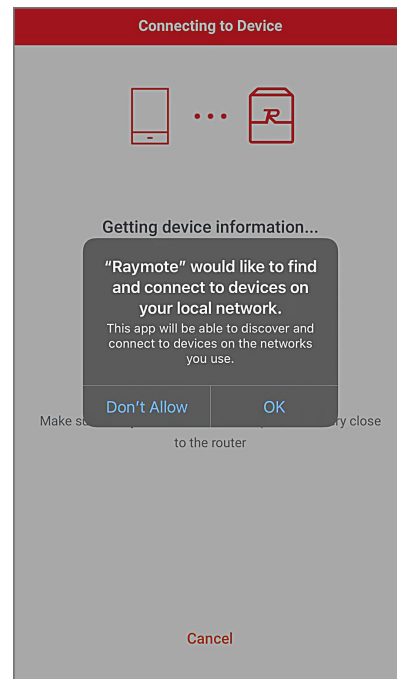 Connecting to Device
R
Getting device information...
“Raymote” would like to find
and connect to devices on
your local network.
This app will be able to discover and
connect to devices on the networks
you use.
Don’t Allow OK
Make close
to the router
Cancel